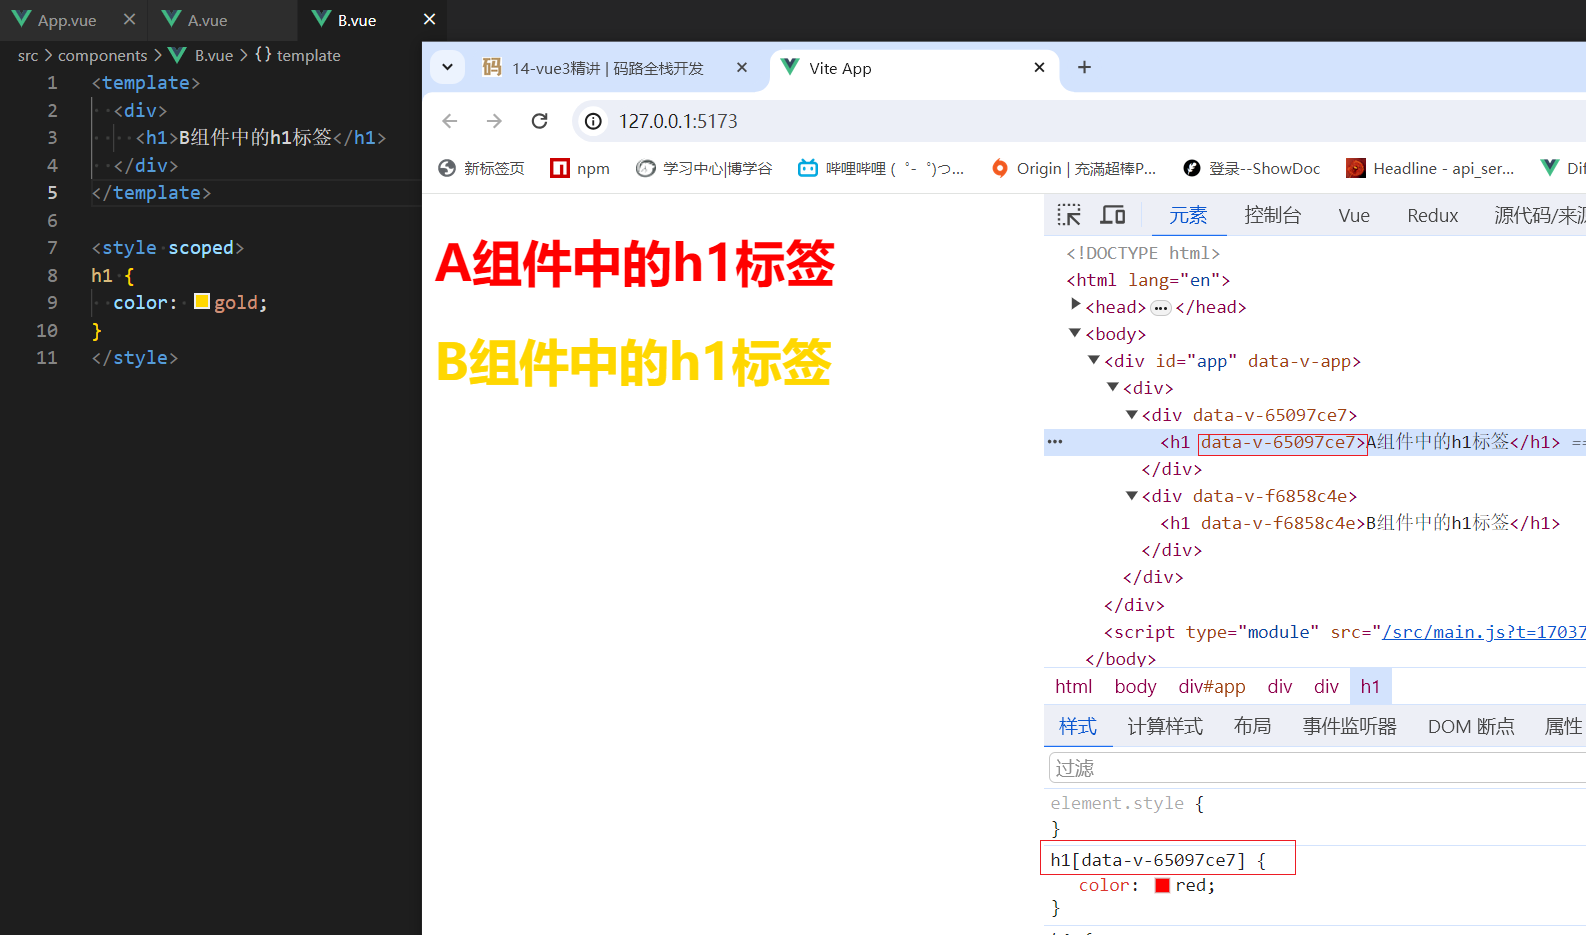 App.vue
A.vue
B.vue
src > components > B.vue > {} template
1 <template>
2 <div>
3 <h1>B组件中的h1标签</h1>
4 </div>
5 </template>
6
7 <style scoped>
8 h1 {
9 color: gold;
10 }
11 </style>
14-vue3精讲 | 码路全栈开发
Vite App
127.0.0.1:5173
新标签页
npm
学习中心|博学谷
哔哩哔哩 (゜-゜)つ...
Origin | 充满超棒P...
登录--ShowDoc
Headline - api_ser...
A组件中的h1标签
B组件中的h1标签
元素
控制台
Vue
Redux
<!DOCTYPE html>
<html lang="en">
<head>...</head>
<body>
<div id="app" data-v-app>
<div>
<div data-v-65097ce7>
<h1 data-v-65097ce7>A组件中的h1标签</h1> ==
</div>
<div data-v-f6858c4e>
<h1 data-v-f6858c4e>B组件中的h1标签</h1>
</div>
</div>
</div>
<script type="module" src="/src/main.js?t=17037
</body>
html body div#app div div h1
样式
计算样式
布局
事件监听器
DOM 断点
属性
过滤
element.style {
}
h1[data-v-65097ce7] {
color: red;
}